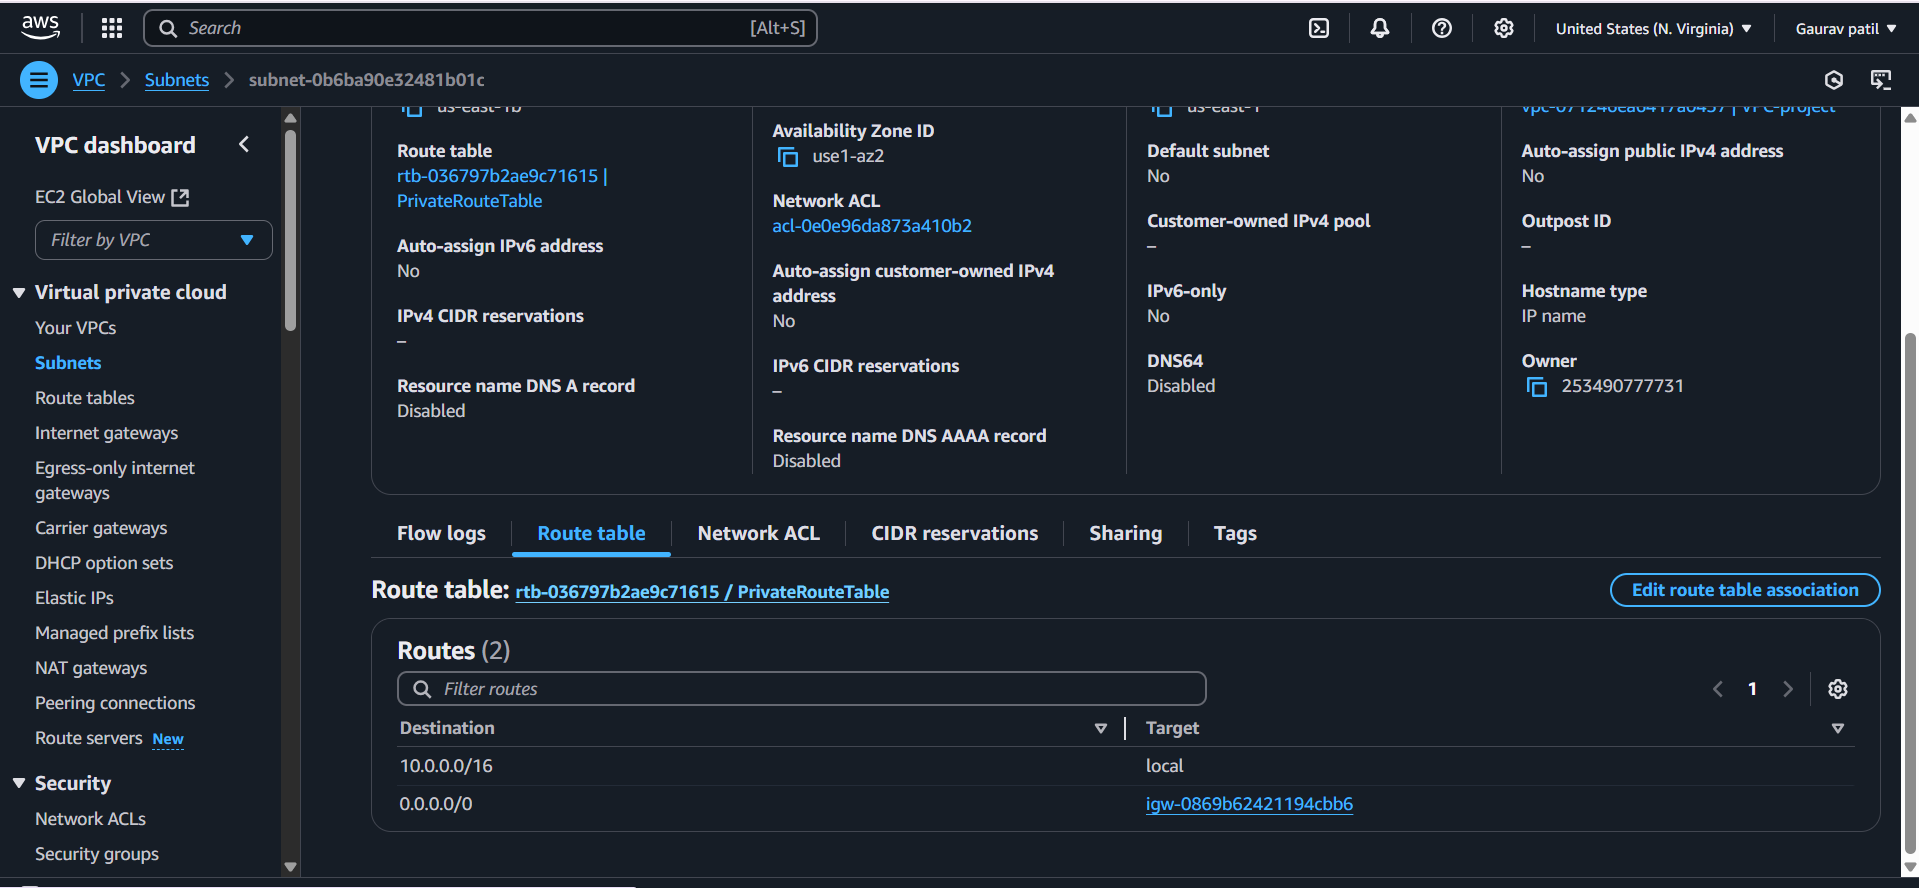 aws
Search [Alt+S]
United States (N. Virginia)
Gaurav patil
VPC
Subnets
subnet-0b6ba90e32481b01c
VPC dashboard
EC2 Global View
Filter by VPC
Virtual private cloud
Your VPCs
Subnets
Route tables
Internet gateways
Egress-only internet
gateways
Carrier gateways
DHCP option sets
Elastic IPs
Managed prefix lists
NAT gateways
Peering connections
Route servers New
Security
Network ACLs
Security groups
us-east-1b
Route table
rtb-036797b2ae9c71615 |
PrivateRouteTable
Auto-assign IPv6 address
No
IPv4 CIDR reservations
–
Resource name DNS A record
Disabled
Availability Zone ID
use1-az2
Network ACL
acl-0e0e96da873a410b2
Auto-assign customer-owned IPv4
address
No
IPv6 CIDR reservations
–
Resource name DNS AAAA record
Disabled
us-east-1
Default subnet
No
Customer-owned IPv4 pool
–
IPv6-only
No
DNS64
Disabled
| VPC-project
Auto-assign public IPv4 address
No
Outpost ID
–
Hostname type
IP name
Owner
253490777731
Flow logs
Route table
Network ACL
CIDR reservations
Sharing
Tags
Route table: rtb-036797b2ae9c71615 / PrivateRouteTable
Edit route table association
Routes (2)
Filter routes
1
Destination Target
10.0.0.0/16 local
0.0.0.0/0 igw-0869b62421194cbb6